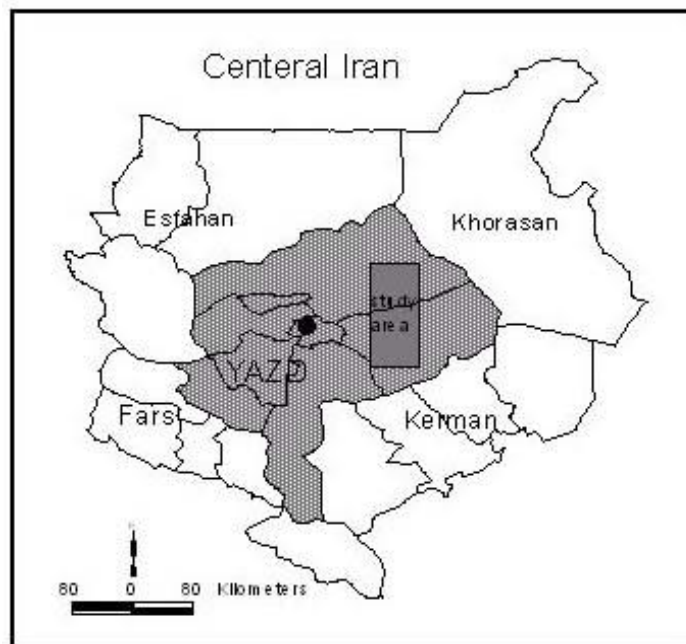 Centeral Iran
Esfahan
Khorasan
study
area
YAZD
Fars
Kerman
80 0 80 Kilometers